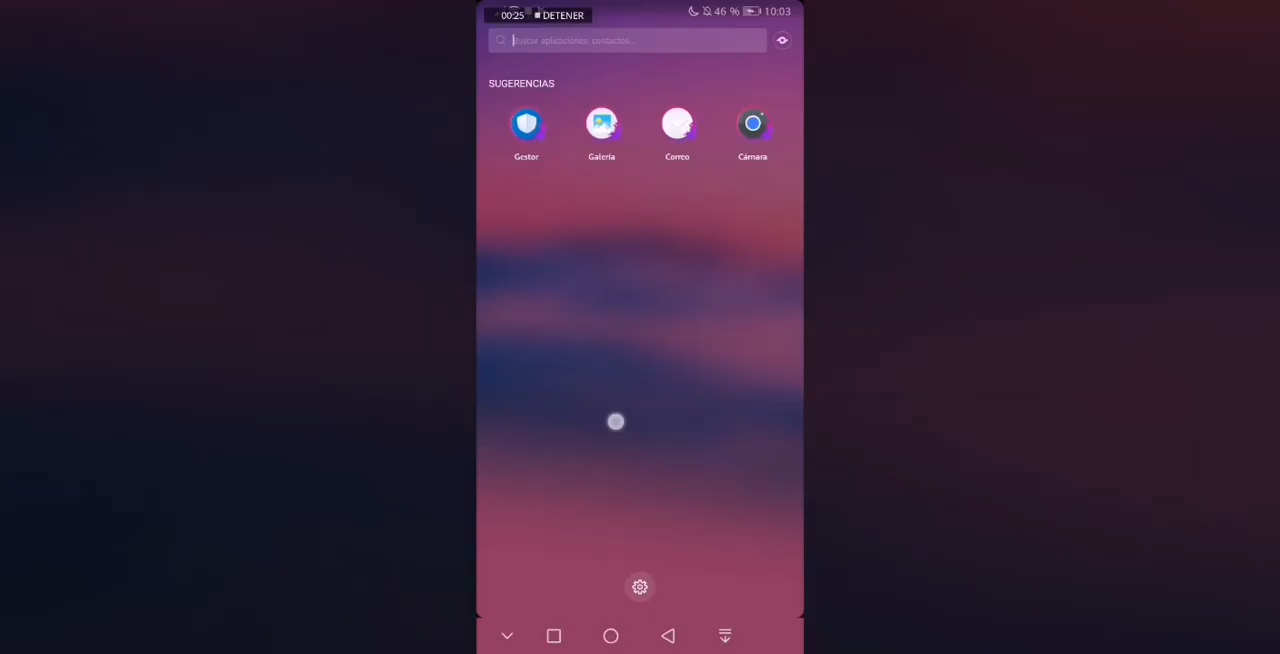 00:25 DETENER
46 % 10:03
Buscar aplicaciones, contactos...
SUGERENCIAS
Gestor Galería Correo Cámara